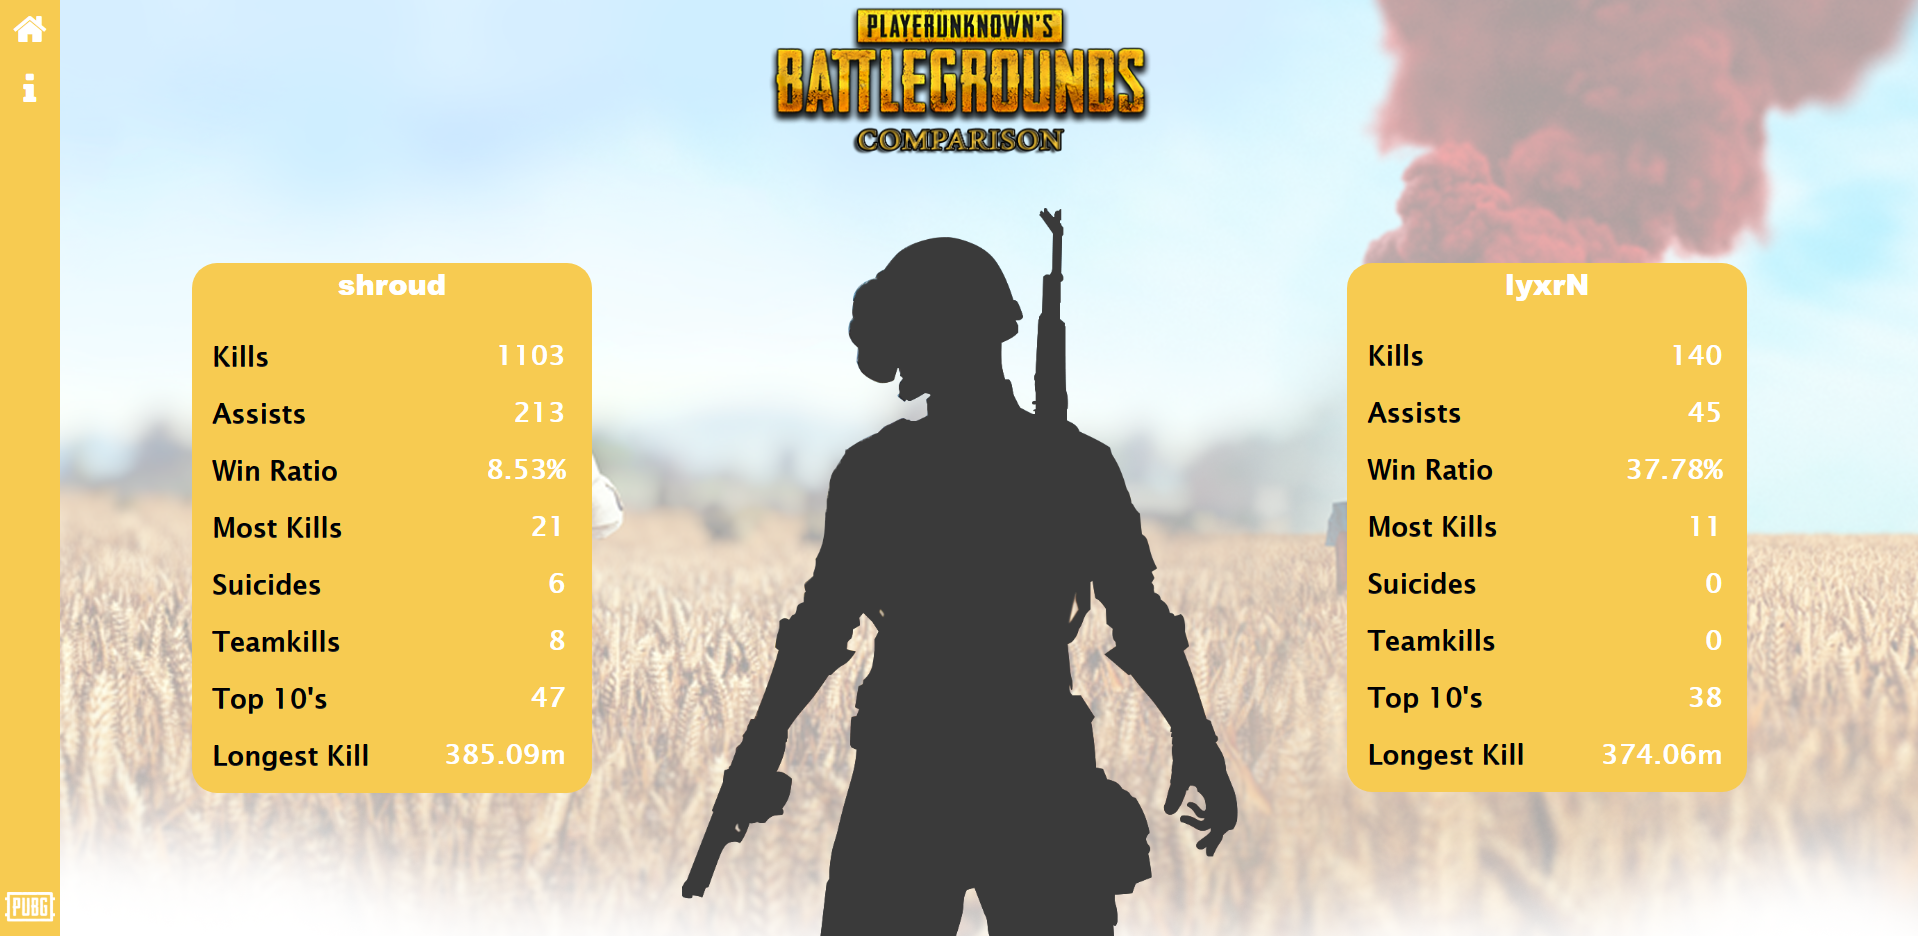 PLAYERUNKNOWN'S
BATTLEGROUNDS
COMPARISON
shroud
Kills 1103
Assists 213
Win Ratio 8.53%
Most Kills 21
Suicides 6
Teamkills 8
Top 10's 47
Longest Kill 385.09m
lyxrN
Kills 140
Assists 45
Win Ratio 37.78%
Most Kills 11
Suicides 0
Teamkills 0
Top 10's 38
Longest Kill 374.06m
PUBG